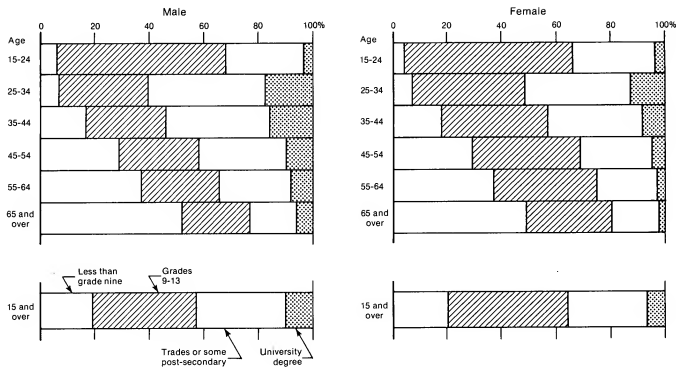 Male
0 20 40 60 80 100%
Age
15-24
25-34
35-44
45-54
55-64
65 and
over
Less than
grade nine
Grades
9-13
15 and
over
Trades or some
post-secondary
University
degree
Female
0 20 40 60 80 100%
Age
15-24
25-34
35-44
45-54
55-64
65 and
over
15 and
over